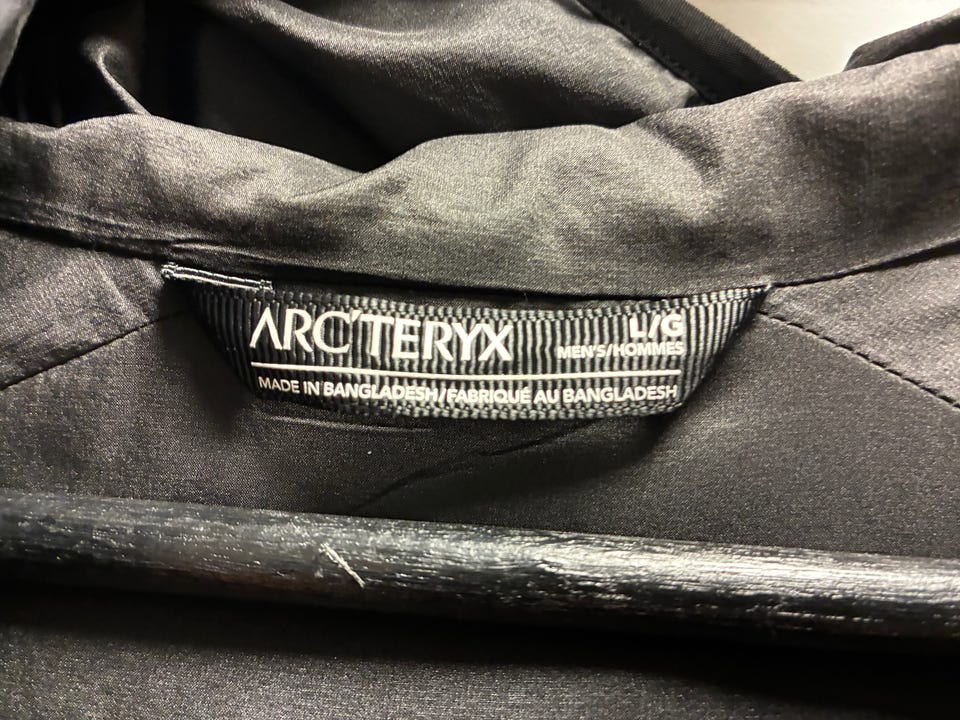 ARC'TERYX
L/G
MEN'S/HOMMES
MADE IN BANGLADESH/FABRIQUÉ AU BANGLADESH